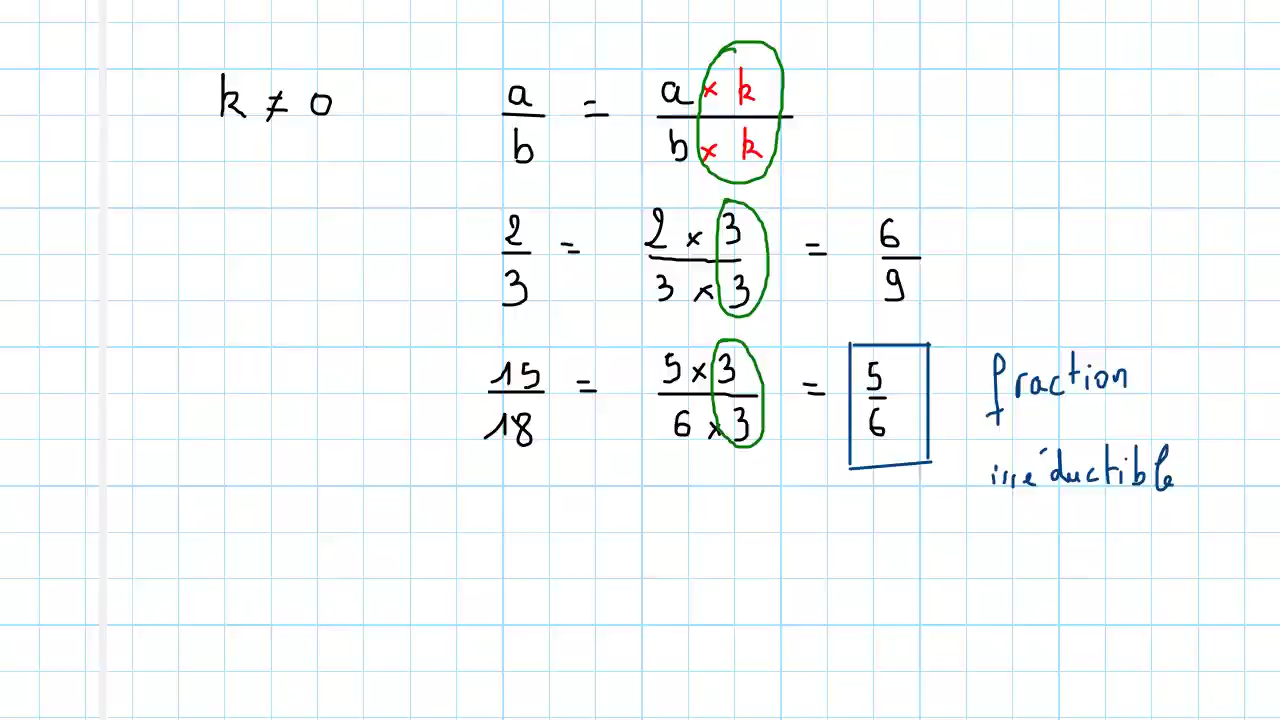 k ≠ 0
a/b = a × k / b × k
2/3 = 2 × 3 / 3 × 3 = 6/9
15/18 = 5 × 3 / 6 × 3 = 5/6
fraction
irréductible